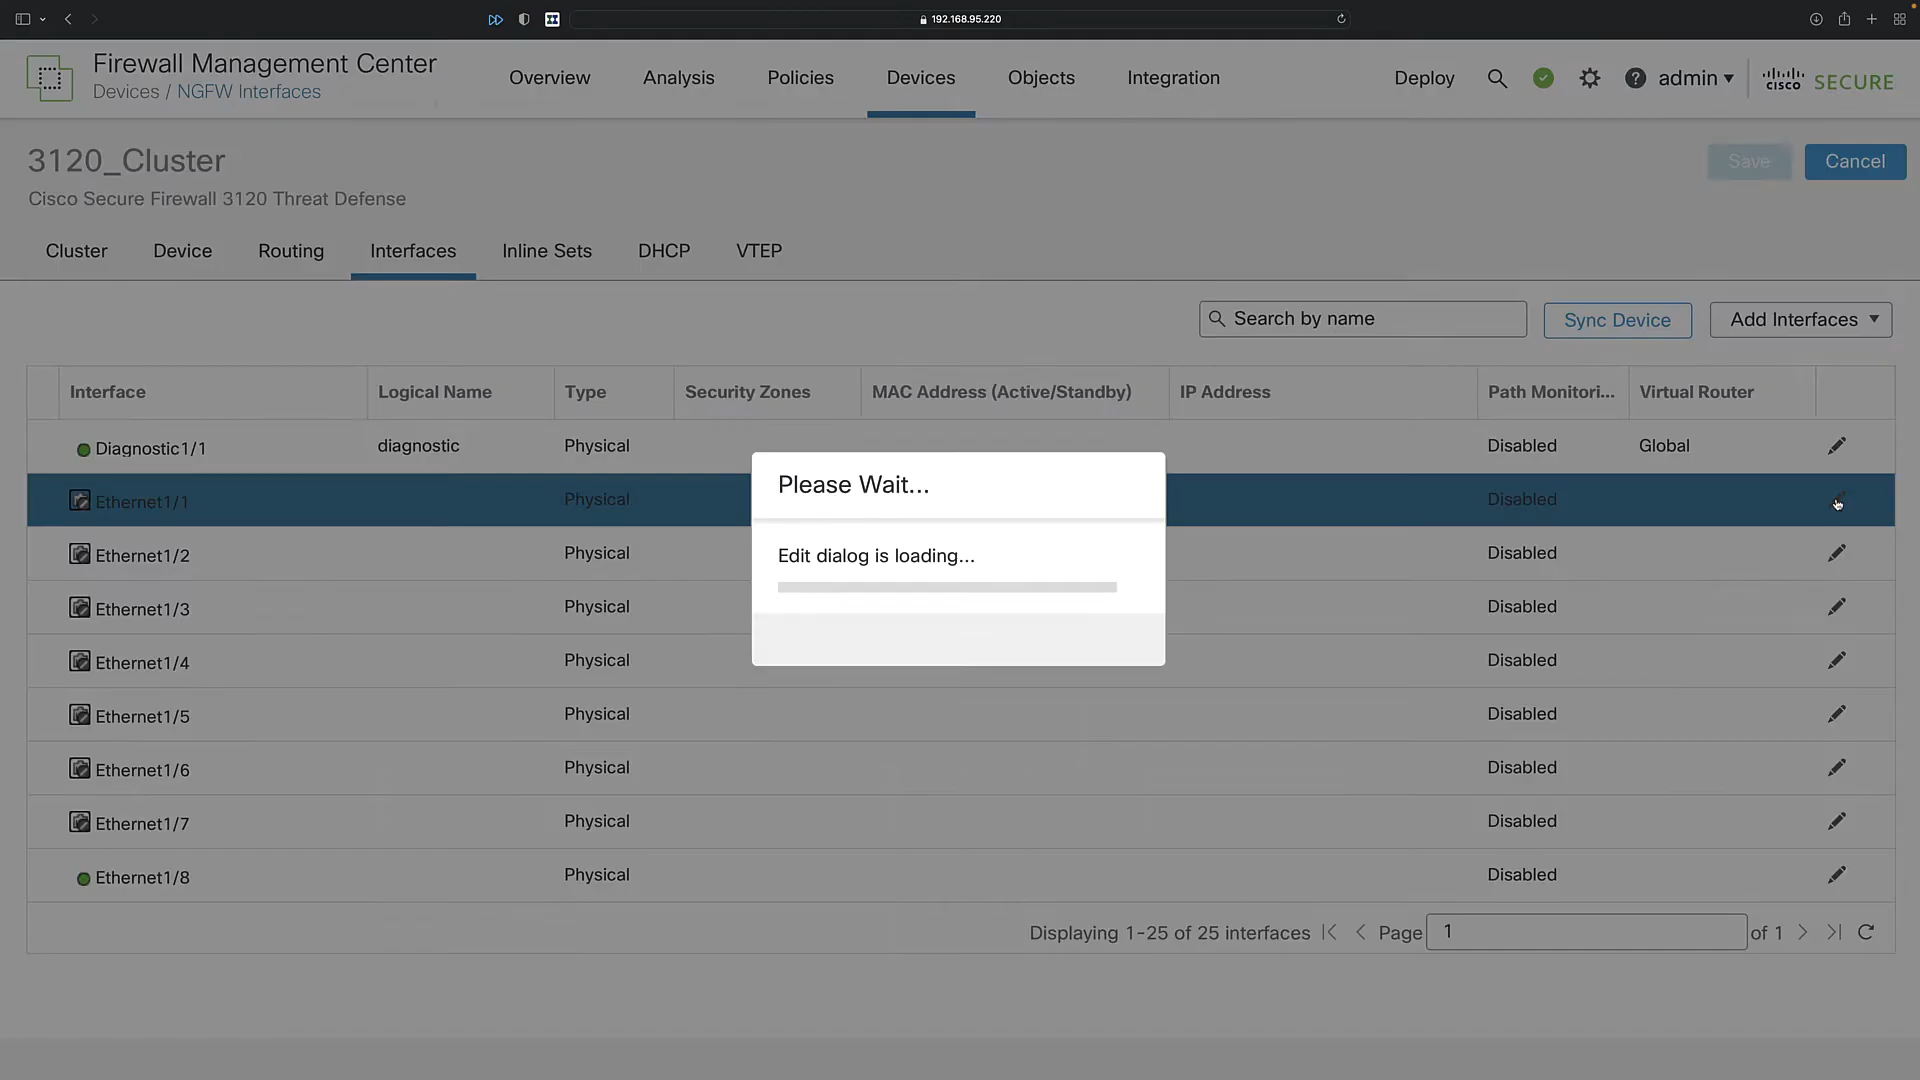 192.168.95.220
Firewall Management Center
Devices / NGFW Interfaces
Overview Analysis Policies Devices Objects Integration
Deploy admin cisco SECURE
3120_Cluster
Save Cancel
Cisco Secure Firewall 3120 Threat Defense
Cluster Device Routing Interfaces Inline Sets DHCP VTEP
Search by name Sync Device Add Interfaces
Interface Logical Name Type Security Zones MAC Address (Active/Standby) IP Address Path Monitori... Virtual Router
Diagnostic1/1 diagnostic Physical Disabled Global
Ethernet1/1 Physical Disabled
Please Wait...
Ethernet1/2 Physical Disabled
Edit dialog is loading...
Ethernet1/3 Physical Disabled
Ethernet1/4 Physical Disabled
Ethernet1/5 Physical Disabled
Ethernet1/6 Physical Disabled
Ethernet1/7 Physical Disabled
Ethernet1/8 Physical Disabled
Displaying 1-25 of 25 interfaces Page 1 of 1